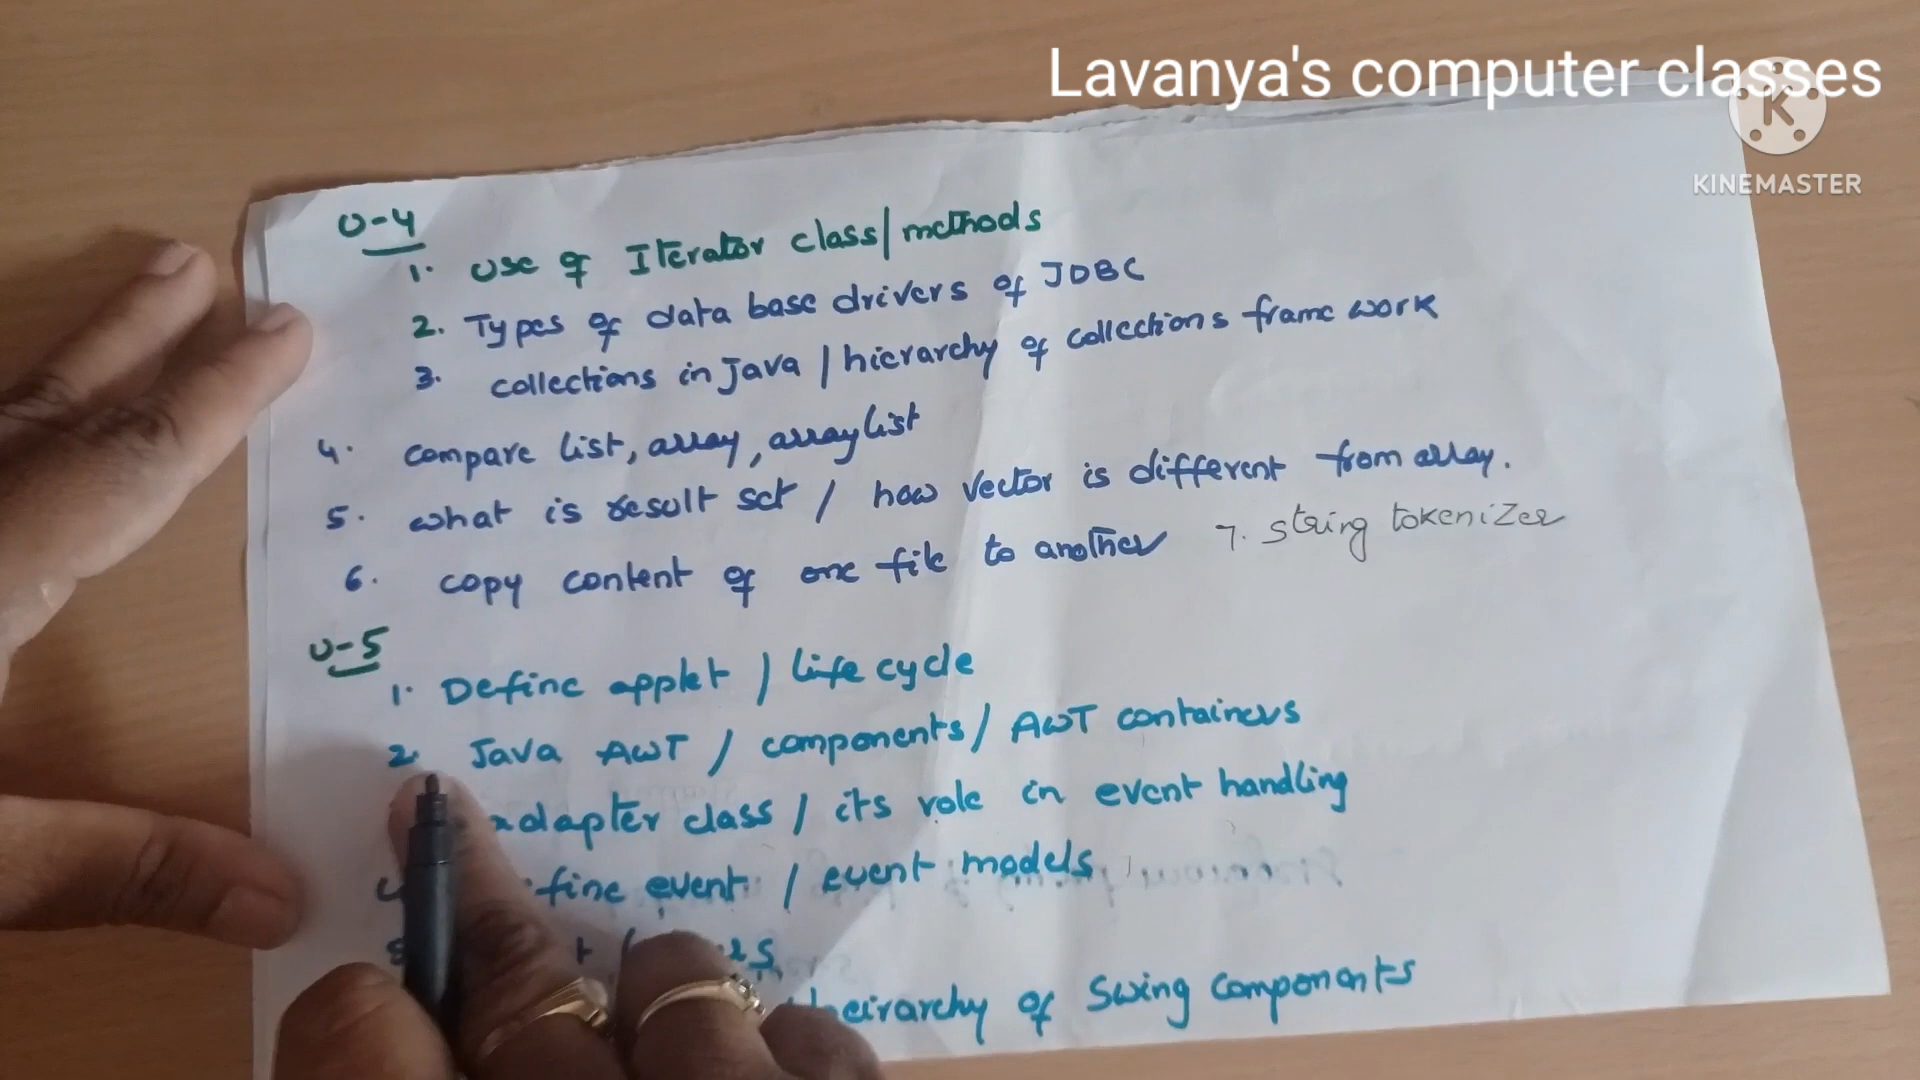 Lavanya's computer classes
K
KINEMASTER
U-4
1. Use of Iterator class/methods
2. Types of data base drivers of JDBC
3. collections in Java / hierarchy of collections frame work
4. compare list, array, arraylist
5. what is result set / how vector is different from array.
6. copy content of one file to another 7. string tokenizer
U-5
1. Define applet / life cycle
2. Java AWT / components / AWT containers
adapter class / its role in event handling
fine event / event models
heirarchy of Swing components